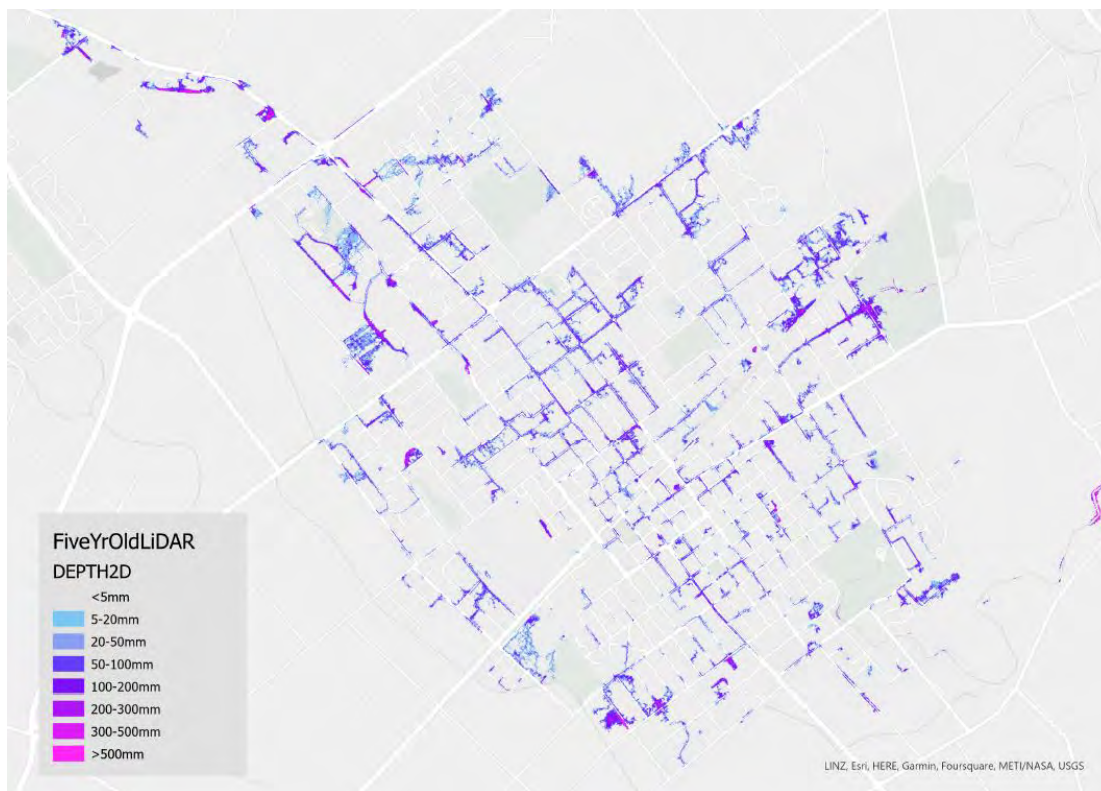 FiveYrOldLiDAR
DEPTH2D
<5mm
5-20mm
20-50mm
50-100mm
100-200mm
200-300mm
300-500mm
>500mm
LINZ, Esri, HERE, Garmin, Foursquare, METI/NASA, USGS